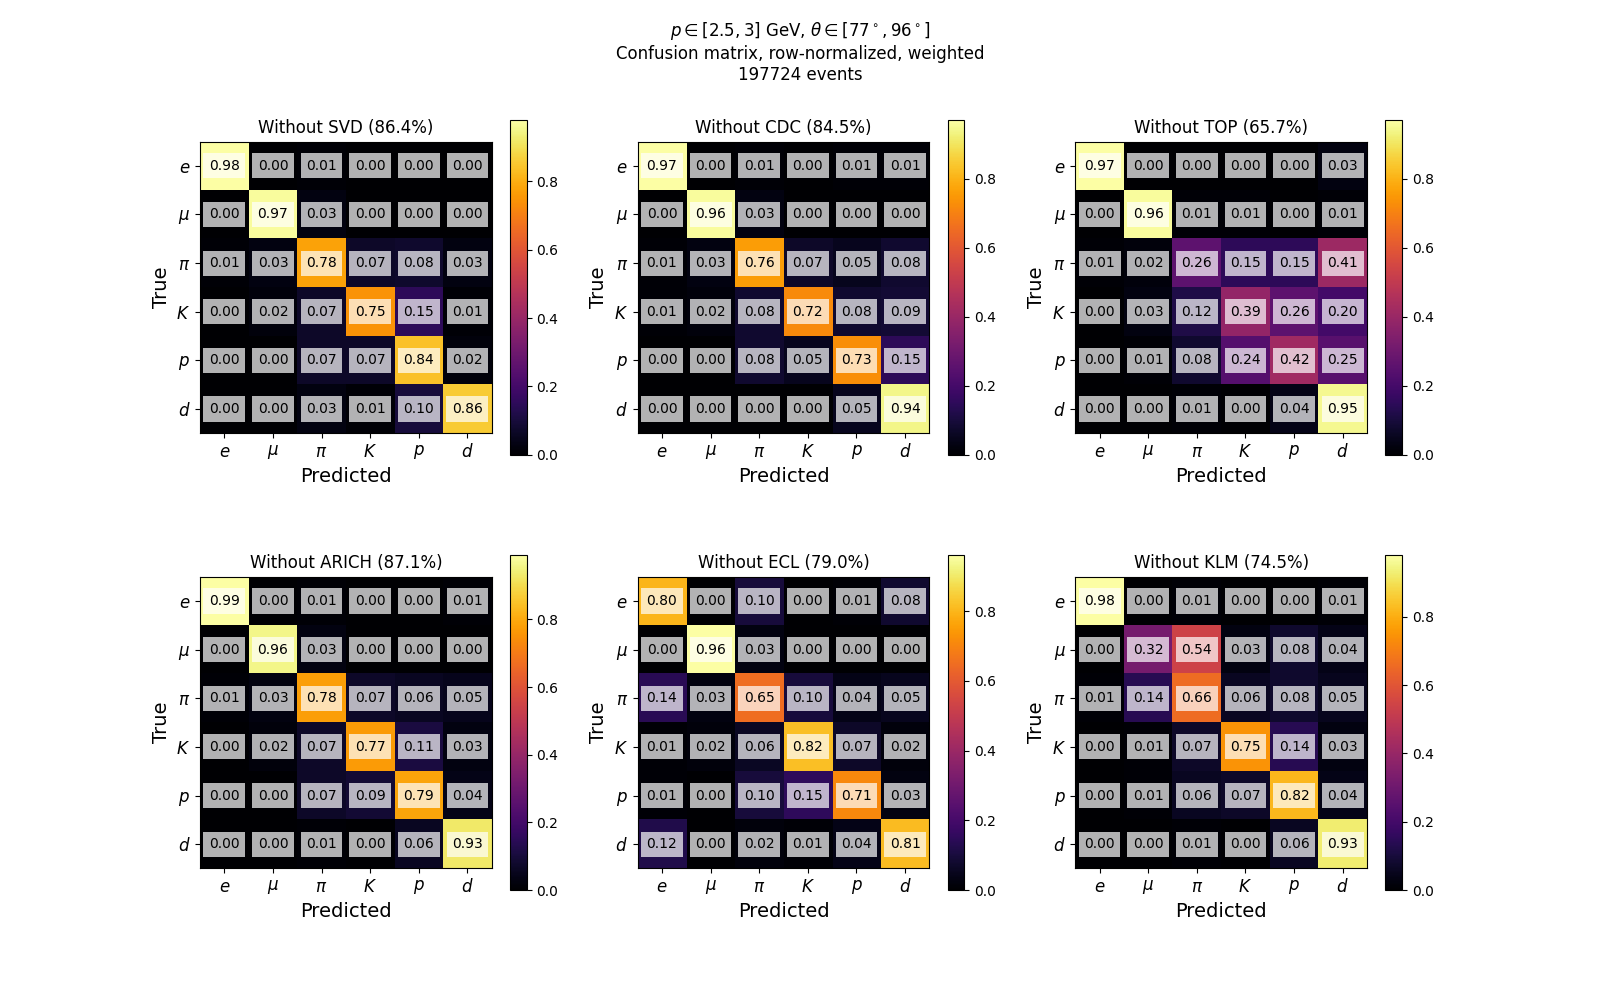 p ∈ [2.5, 3] GeV, θ ∈ [77°, 96°]
Confusion matrix, row-normalized, weighted
197724 events
Without SVD (86.4%)
e 0.98 0.00 0.01 0.00 0.00 0.00
μ 0.00 0.97 0.03 0.00 0.00 0.00
π 0.01 0.03 0.78 0.07 0.08 0.03
K 0.00 0.02 0.07 0.75 0.15 0.01
p 0.00 0.00 0.07 0.07 0.84 0.02
d 0.00 0.00 0.03 0.01 0.10 0.86
e μ π K p d
True
Predicted
0.8
0.6
0.4
0.2
0.0
Without CDC (84.5%)
e 0.97 0.00 0.01 0.00 0.01 0.01
μ 0.00 0.96 0.03 0.00 0.00 0.00
π 0.01 0.03 0.76 0.07 0.05 0.08
K 0.01 0.02 0.08 0.72 0.08 0.09
p 0.00 0.00 0.08 0.05 0.73 0.15
d 0.00 0.00 0.00 0.00 0.05 0.94
e μ π K p d
True
Predicted
0.8
0.6
0.4
0.2
0.0
Without TOP (65.7%)
e 0.97 0.00 0.00 0.00 0.00 0.03
μ 0.00 0.96 0.01 0.01 0.00 0.01
π 0.01 0.02 0.26 0.15 0.15 0.41
K 0.00 0.03 0.12 0.39 0.26 0.20
p 0.00 0.01 0.08 0.24 0.42 0.25
d 0.00 0.00 0.01 0.00 0.04 0.95
e μ π K p d
True
Predicted
0.8
0.6
0.4
0.2
0.0
Without ARICH (87.1%)
e 0.99 0.00 0.01 0.00 0.00 0.01
μ 0.00 0.96 0.03 0.00 0.00 0.00
π 0.01 0.03 0.78 0.07 0.06 0.05
K 0.00 0.02 0.07 0.77 0.11 0.03
p 0.00 0.00 0.07 0.09 0.79 0.04
d 0.00 0.00 0.01 0.00 0.06 0.93
e μ π K p d
True
Predicted
0.8
0.6
0.4
0.2
0.0
Without ECL (79.0%)
e 0.80 0.00 0.10 0.00 0.01 0.08
μ 0.00 0.96 0.03 0.00 0.00 0.00
π 0.14 0.03 0.65 0.10 0.04 0.05
K 0.01 0.02 0.06 0.82 0.07 0.02
p 0.01 0.00 0.10 0.15 0.71 0.03
d 0.12 0.00 0.02 0.01 0.04 0.81
e μ π K p d
True
Predicted
0.8
0.6
0.4
0.2
0.0
Without KLM (74.5%)
e 0.98 0.00 0.01 0.00 0.00 0.01
μ 0.00 0.32 0.54 0.03 0.08 0.04
π 0.01 0.14 0.66 0.06 0.08 0.05
K 0.00 0.01 0.07 0.75 0.14 0.03
p 0.00 0.01 0.06 0.07 0.82 0.04
d 0.00 0.00 0.01 0.00 0.06 0.93
e μ π K p d
True
Predicted
0.8
0.6
0.4
0.2
0.0